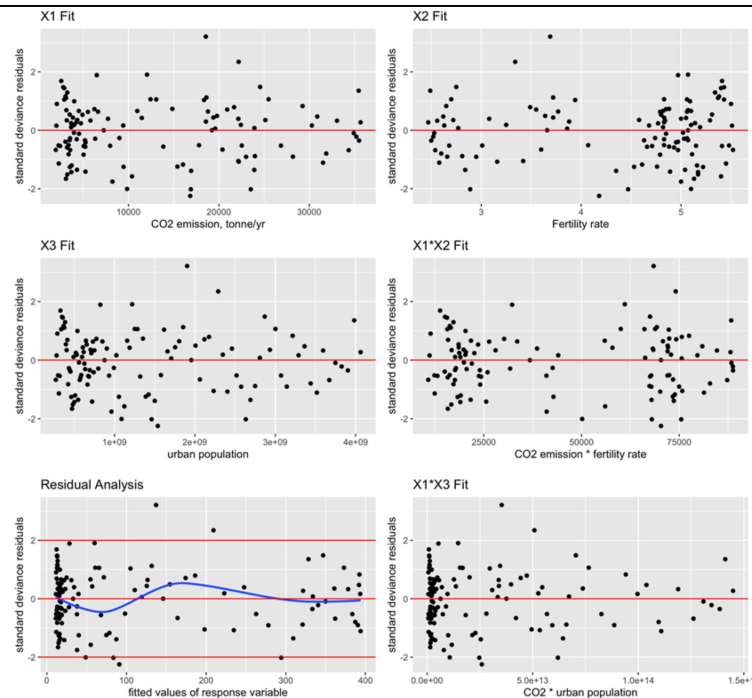 X1 Fit
standard deviance residuals
2
0
-2
10000 20000 30000
CO2 emission, tonne/yr
X2 Fit
standard deviance residuals
2
0
-2
3 4 5
Fertility rate
X3 Fit
standard deviance residuals
2
0
-2
1e+09 2e+09 3e+09 4e+09
urban population
X1*X2 Fit
standard deviance residuals
2
0
-2
25000 50000 75000
CO2 emission * fertility rate
Residual Analysis
standard deviance residuals
2
0
-2
0 100 200 300 400
fitted values of response variable
X1*X3 Fit
standard deviance residuals
2
0
-2
0.0e+00 5.0e+13 1.0e+14
CO2 * urban population